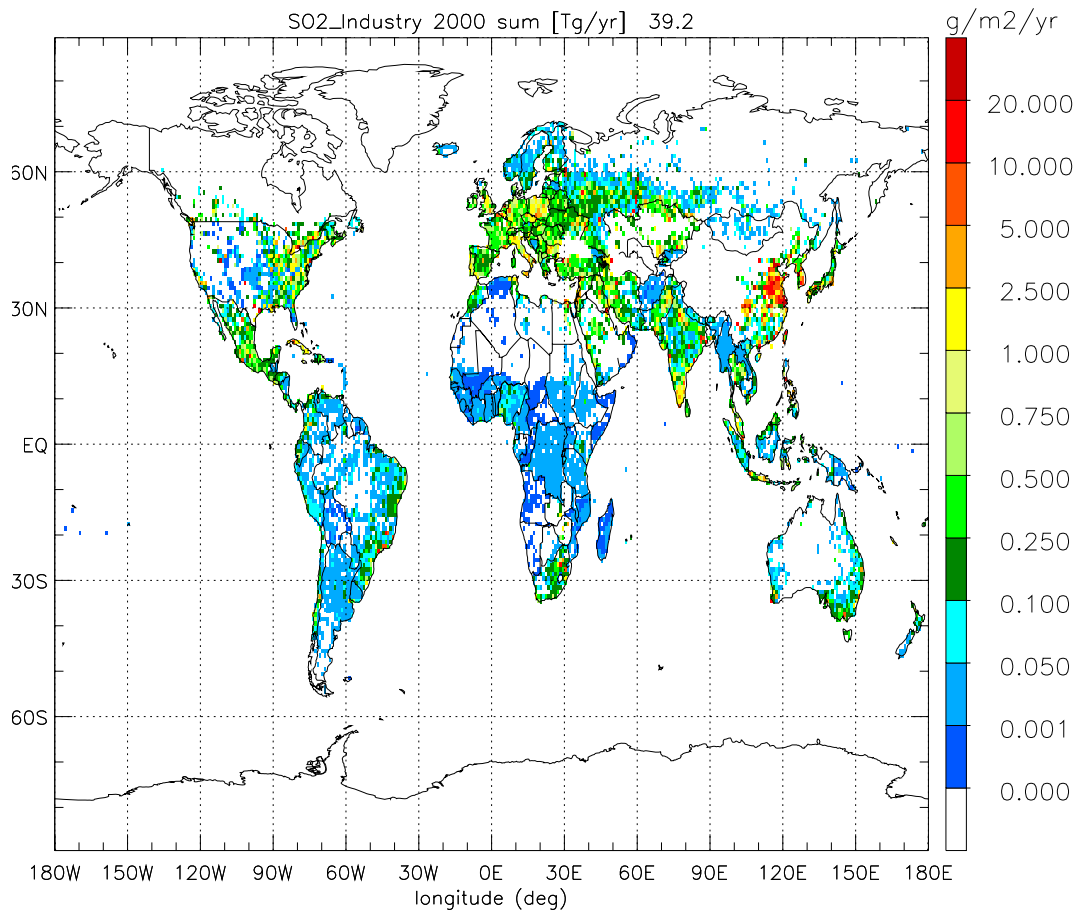 SO2_Industry 2000 sum [Tg/yr] 39.2
g/m2/yr
20.000
10.000
5.000
2.500
1.000
0.750
0.500
0.250
0.100
0.050
0.001
0.000
60N
30N
EQ
30S
60S
180W 150W 120W 90W 60W 30W 0E 30E 60E 90E 120E 150E 180E
longitude (deg)